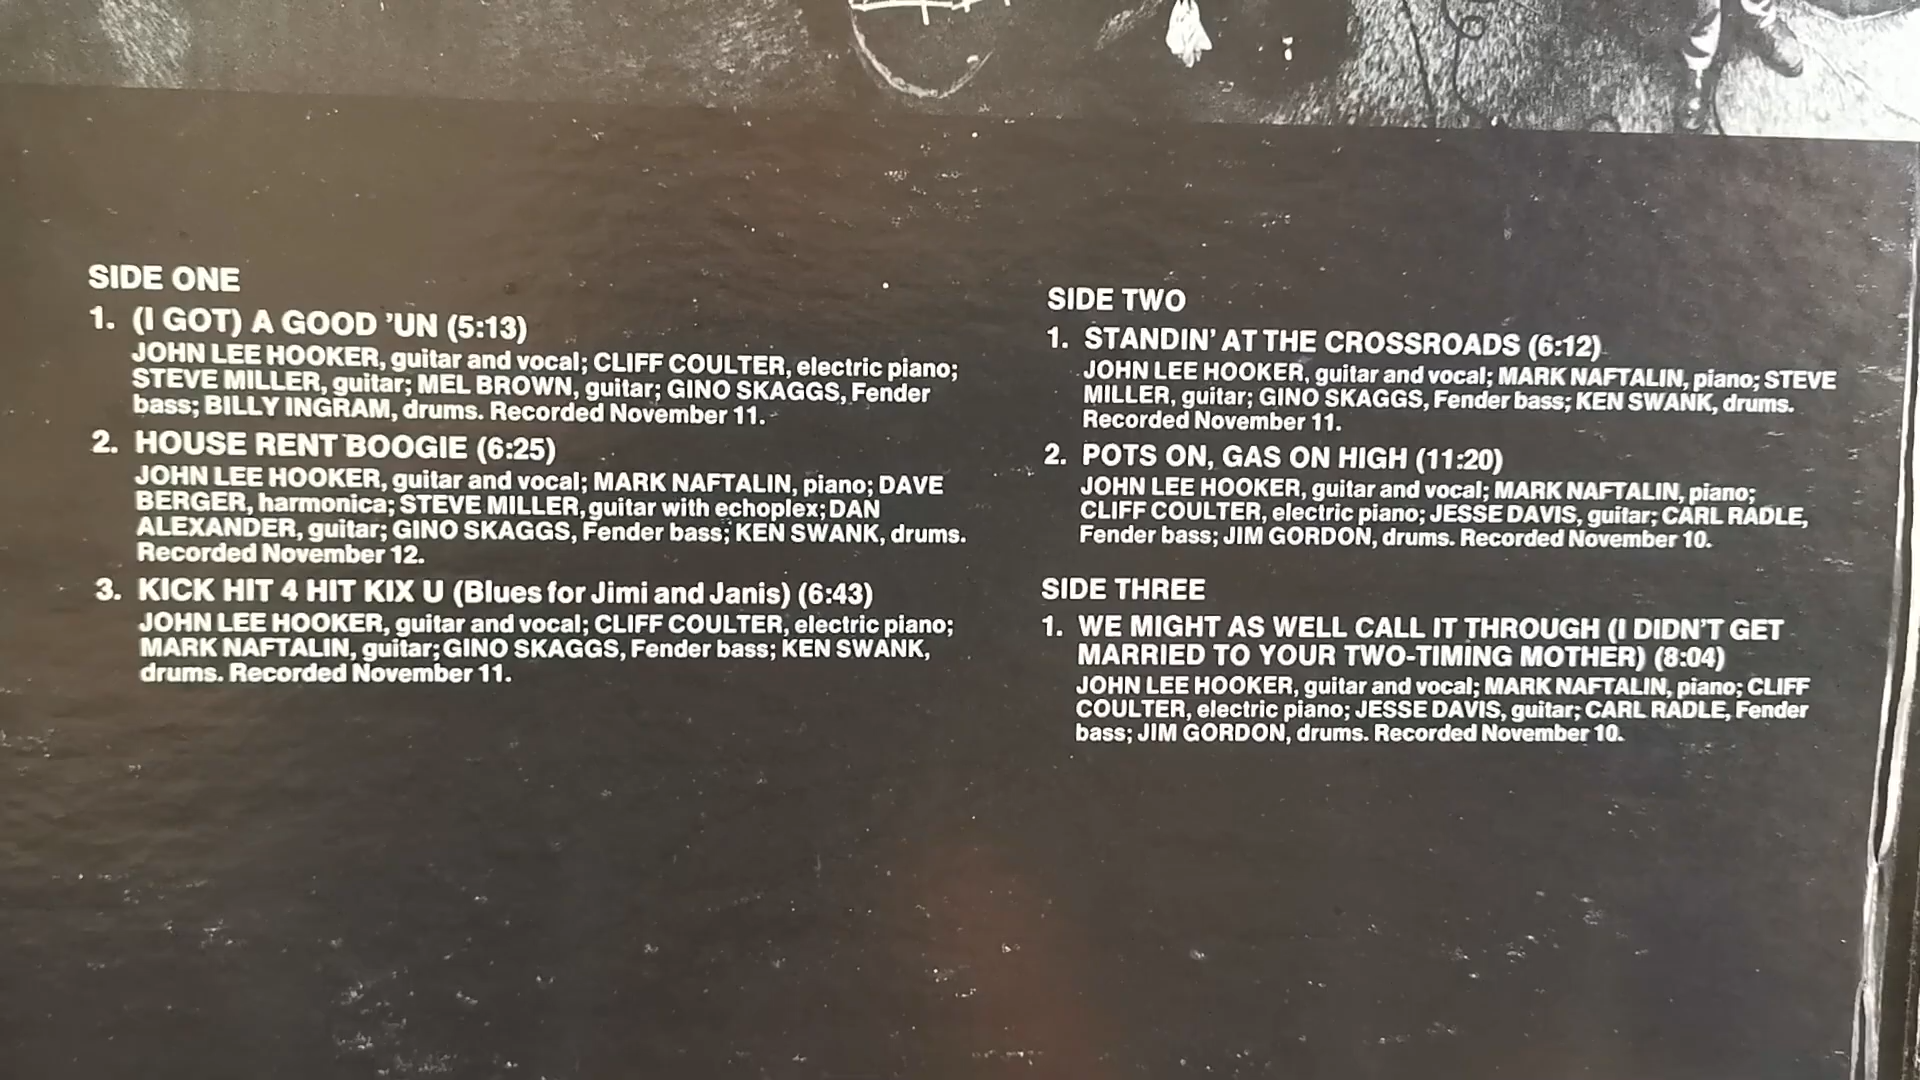 SIDE ONE
1. (I GOT) A GOOD 'UN (5:13)
JOHN LEE HOOKER, guitar and vocal; CLIFF COULTER, electric piano;
STEVE MILLER, guitar; MEL BROWN, guitar; GINO SKAGGS, Fender
bass; BILLY INGRAM, drums. Recorded November 11.
2. HOUSE RENT BOOGIE (6:25)
JOHN LEE HOOKER, guitar and vocal; MARK NAFTALIN, piano; DAVE
BERGER, harmonica; STEVE MILLER, guitar with echoplex; DAN
ALEXANDER, guitar; GINO SKAGGS, Fender bass; KEN SWANK, drums.
Recorded November 12.
3. KICK HIT 4 HIT KIX U (Blues for Jimi and Janis) (6:43)
JOHN LEE HOOKER, guitar and vocal; CLIFF COULTER, electric piano;
MARK NAFTALIN, guitar; GINO SKAGGS, Fender bass; KEN SWANK,
drums. Recorded November 11.
SIDE TWO
1. STANDIN' AT THE CROSSROADS (6:12)
JOHN LEE HOOKER, guitar and vocal; MARK NAFTALIN, piano; STEVE
MILLER, guitar; GINO SKAGGS, Fender bass; KEN SWANK, drums.
Recorded November 11.
2. POTS ON, GAS ON HIGH (11:20)
JOHN LEE HOOKER, guitar and vocal; MARK NAFTALIN, piano;
CLIFF COULTER, electric piano; JESSE DAVIS, guitar; CARL RADLE,
Fender bass; JIM GORDON, drums. Recorded November 10.
SIDE THREE
1. WE MIGHT AS WELL CALL IT THROUGH (I DIDN'T GET
MARRIED TO YOUR TWO-TIMING MOTHER) (8:04)
JOHN LEE HOOKER, guitar and vocal; MARK NAFTALIN, piano; CLIFF
COULTER, electric piano; JESSE DAVIS, guitar; CARL RADLE, Fender
bass; JIM GORDON, drums. Recorded November 10.